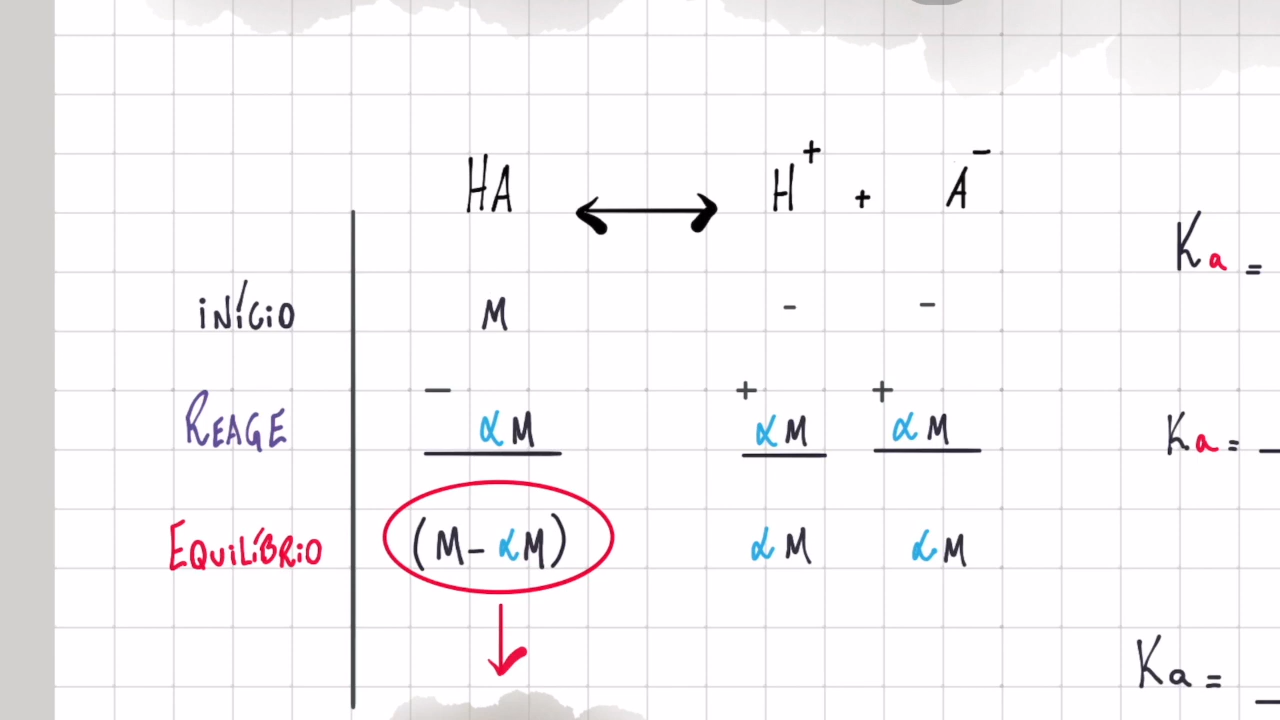 HA ⟷ H⁺ + A⁻
Ka =
INÍCIO M - -
REAGE - αM + αM + αM
Ka =
EQUILÍBRIO (M - αM) αM αM
Ka =